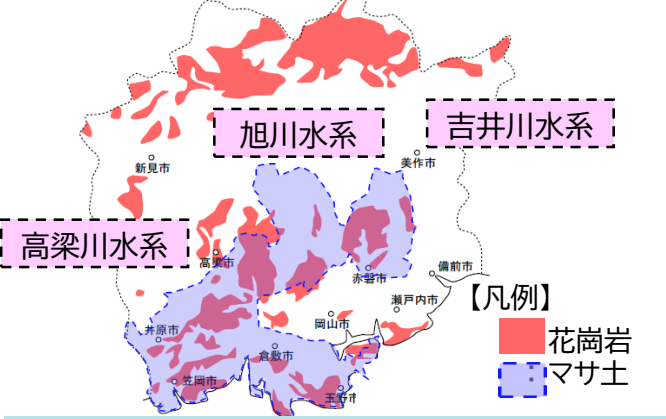 旭川水系
吉井川水系
新見市
美作市
高梁川水系
高梁市
赤磐市
備前市
【凡例】
瀬戸内市
岡山市
花崗岩
井原市
倉敷市
マサ土
笠岡市
玉野市